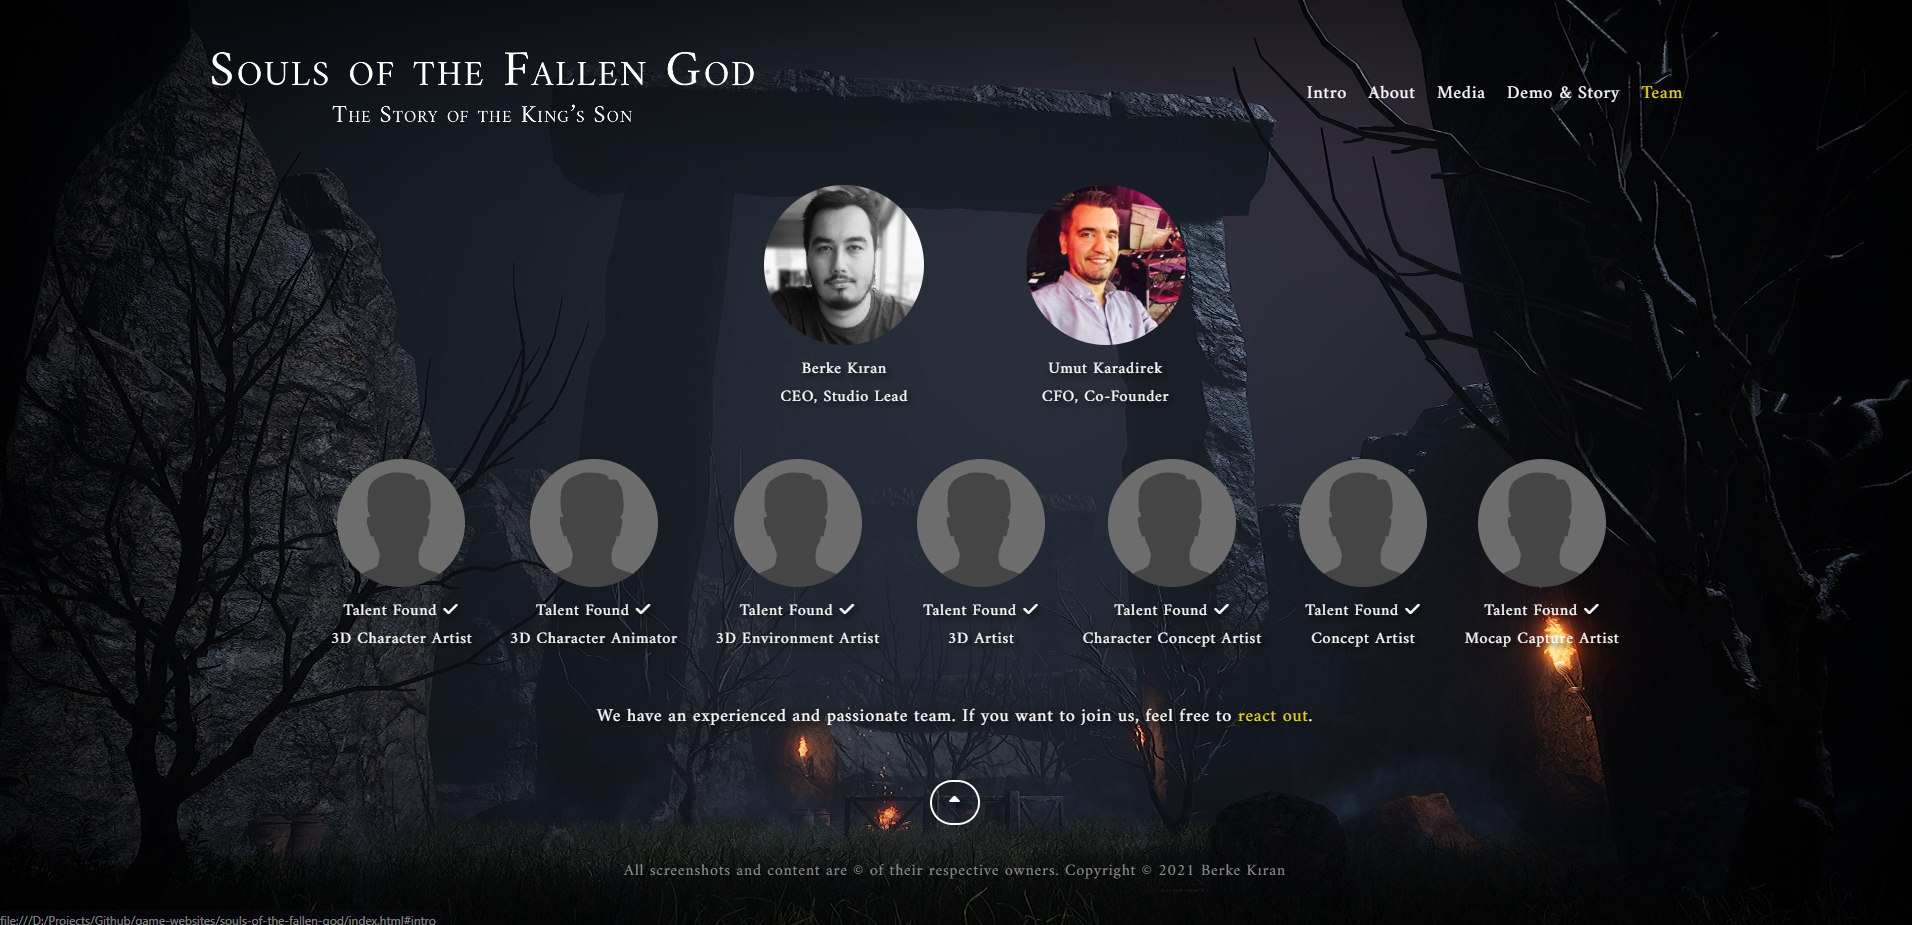 Souls of the Fallen God
The Story of the King's Son
Intro About Media Demo & Story Team
Berke Kıran
CEO, Studio Lead
Umut Karadirek
CFO, Co-Founder
Talent Found
3D Character Artist
Talent Found
3D Character Animator
Talent Found
3D Environment Artist
Talent Found
3D Artist
Talent Found
Character Concept Artist
Talent Found
Concept Artist
Talent Found
Mocap Capture Artist
We have an experienced and passionate team. If you want to join us, feel free to react out.
All screenshots and content are © of their respective owners. Copyright © 2021 Berke Kıran
file:///D:/Projects/Github/game-websites/souls-of-the-fallen-god/index.html#intro